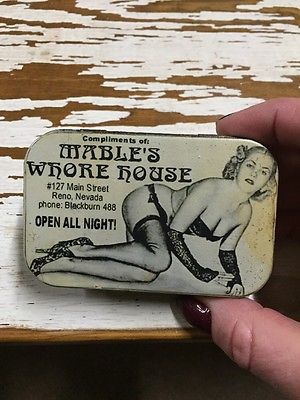 Compliments of:
MABLE'S
WHORE HOUSE
#127 Main Street
Reno, Nevada
phone: Blackburn 488
OPEN ALL NIGHT!